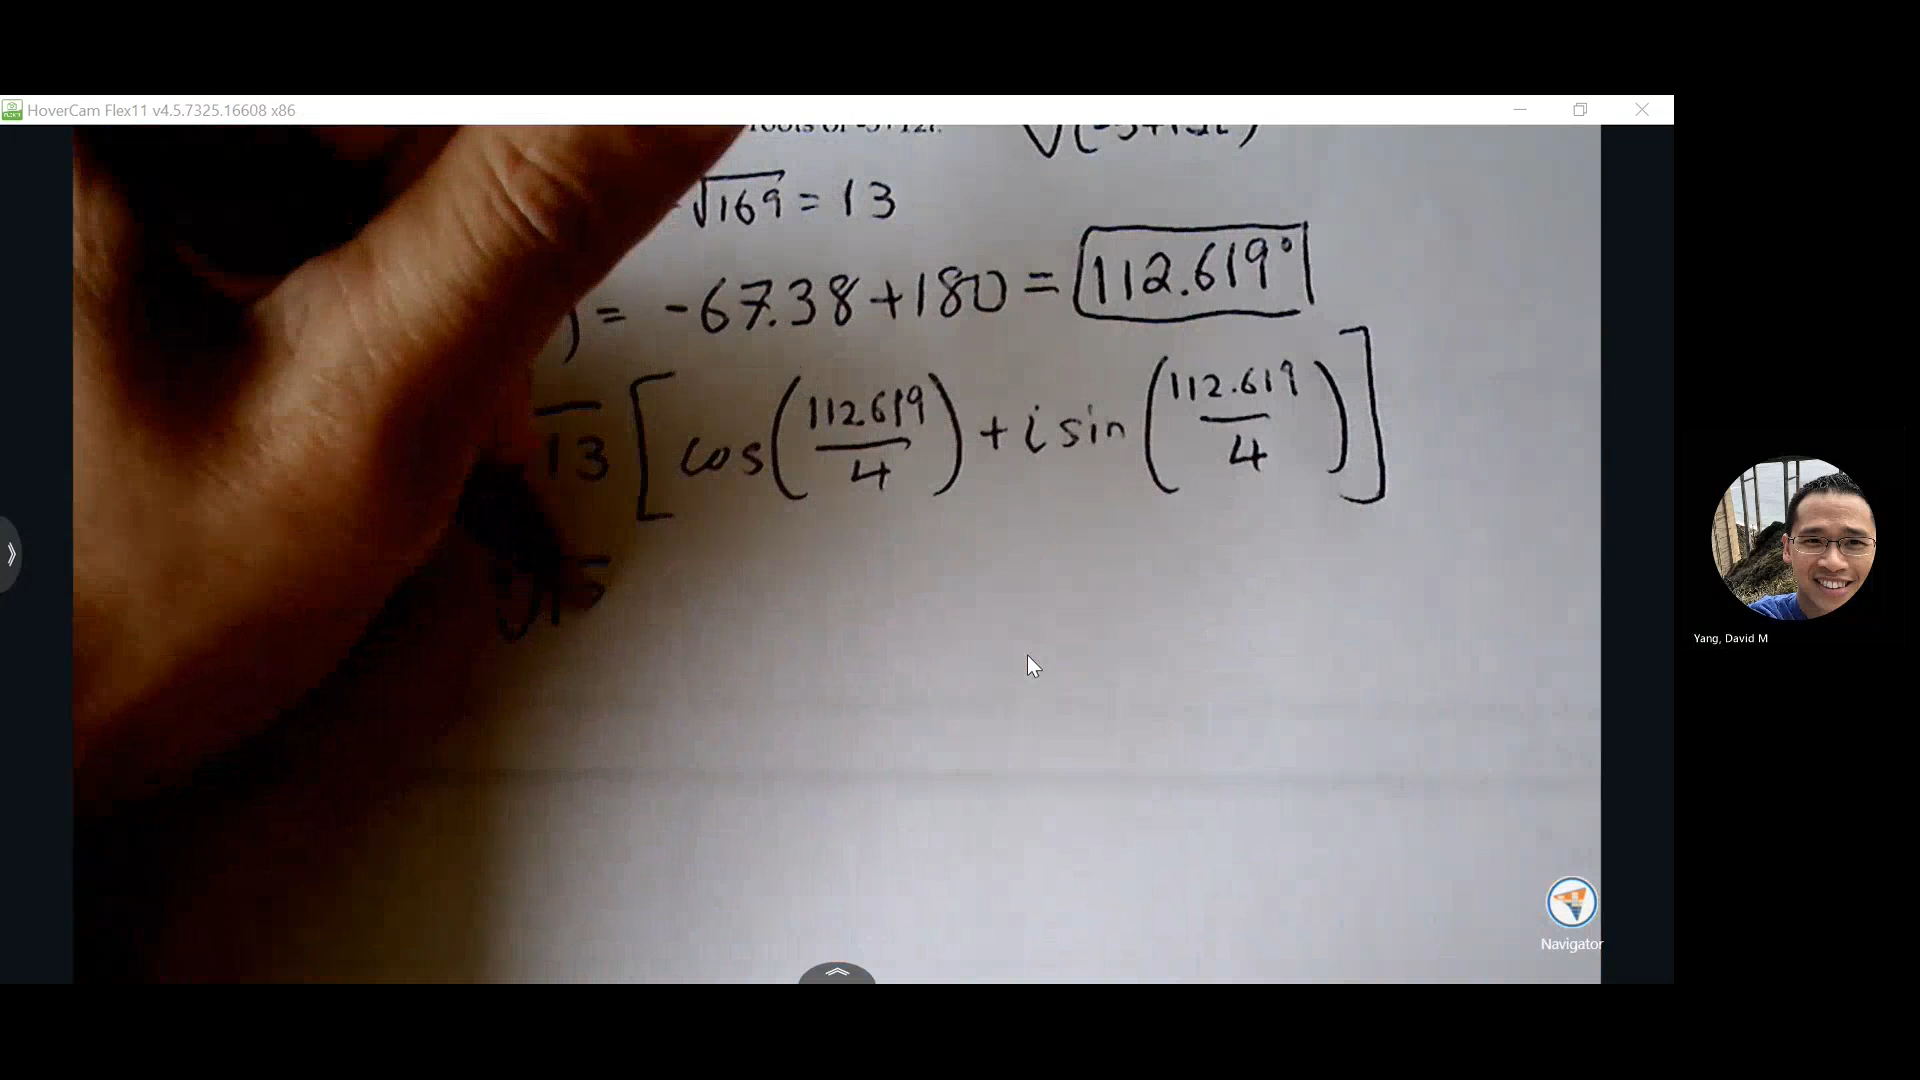 HoverCam Flex11 v4.5.7325.16608 x86
√169 = 13
) = -67.38 + 180 = 112.619°
13 [ cos(112.619/4) + i sin(112.619/4) ]
Yang, David M
Navigator